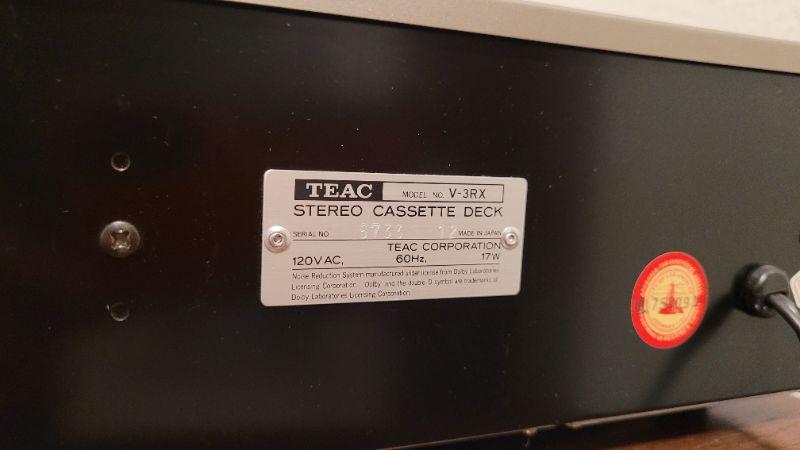 TEAC MODEL NO. V-3RX
STEREO CASSETTE DECK
SERIAL NO. MADE IN JAPAN
TEAC CORPORATION
120V AC, 60Hz, 17W
Noise Reduction System manufactured under license from Dolby Laboratories
Licensing Corporation. Dolby and the double D symbol are trademarks of
Dolby Laboratories Licensing Corporation.